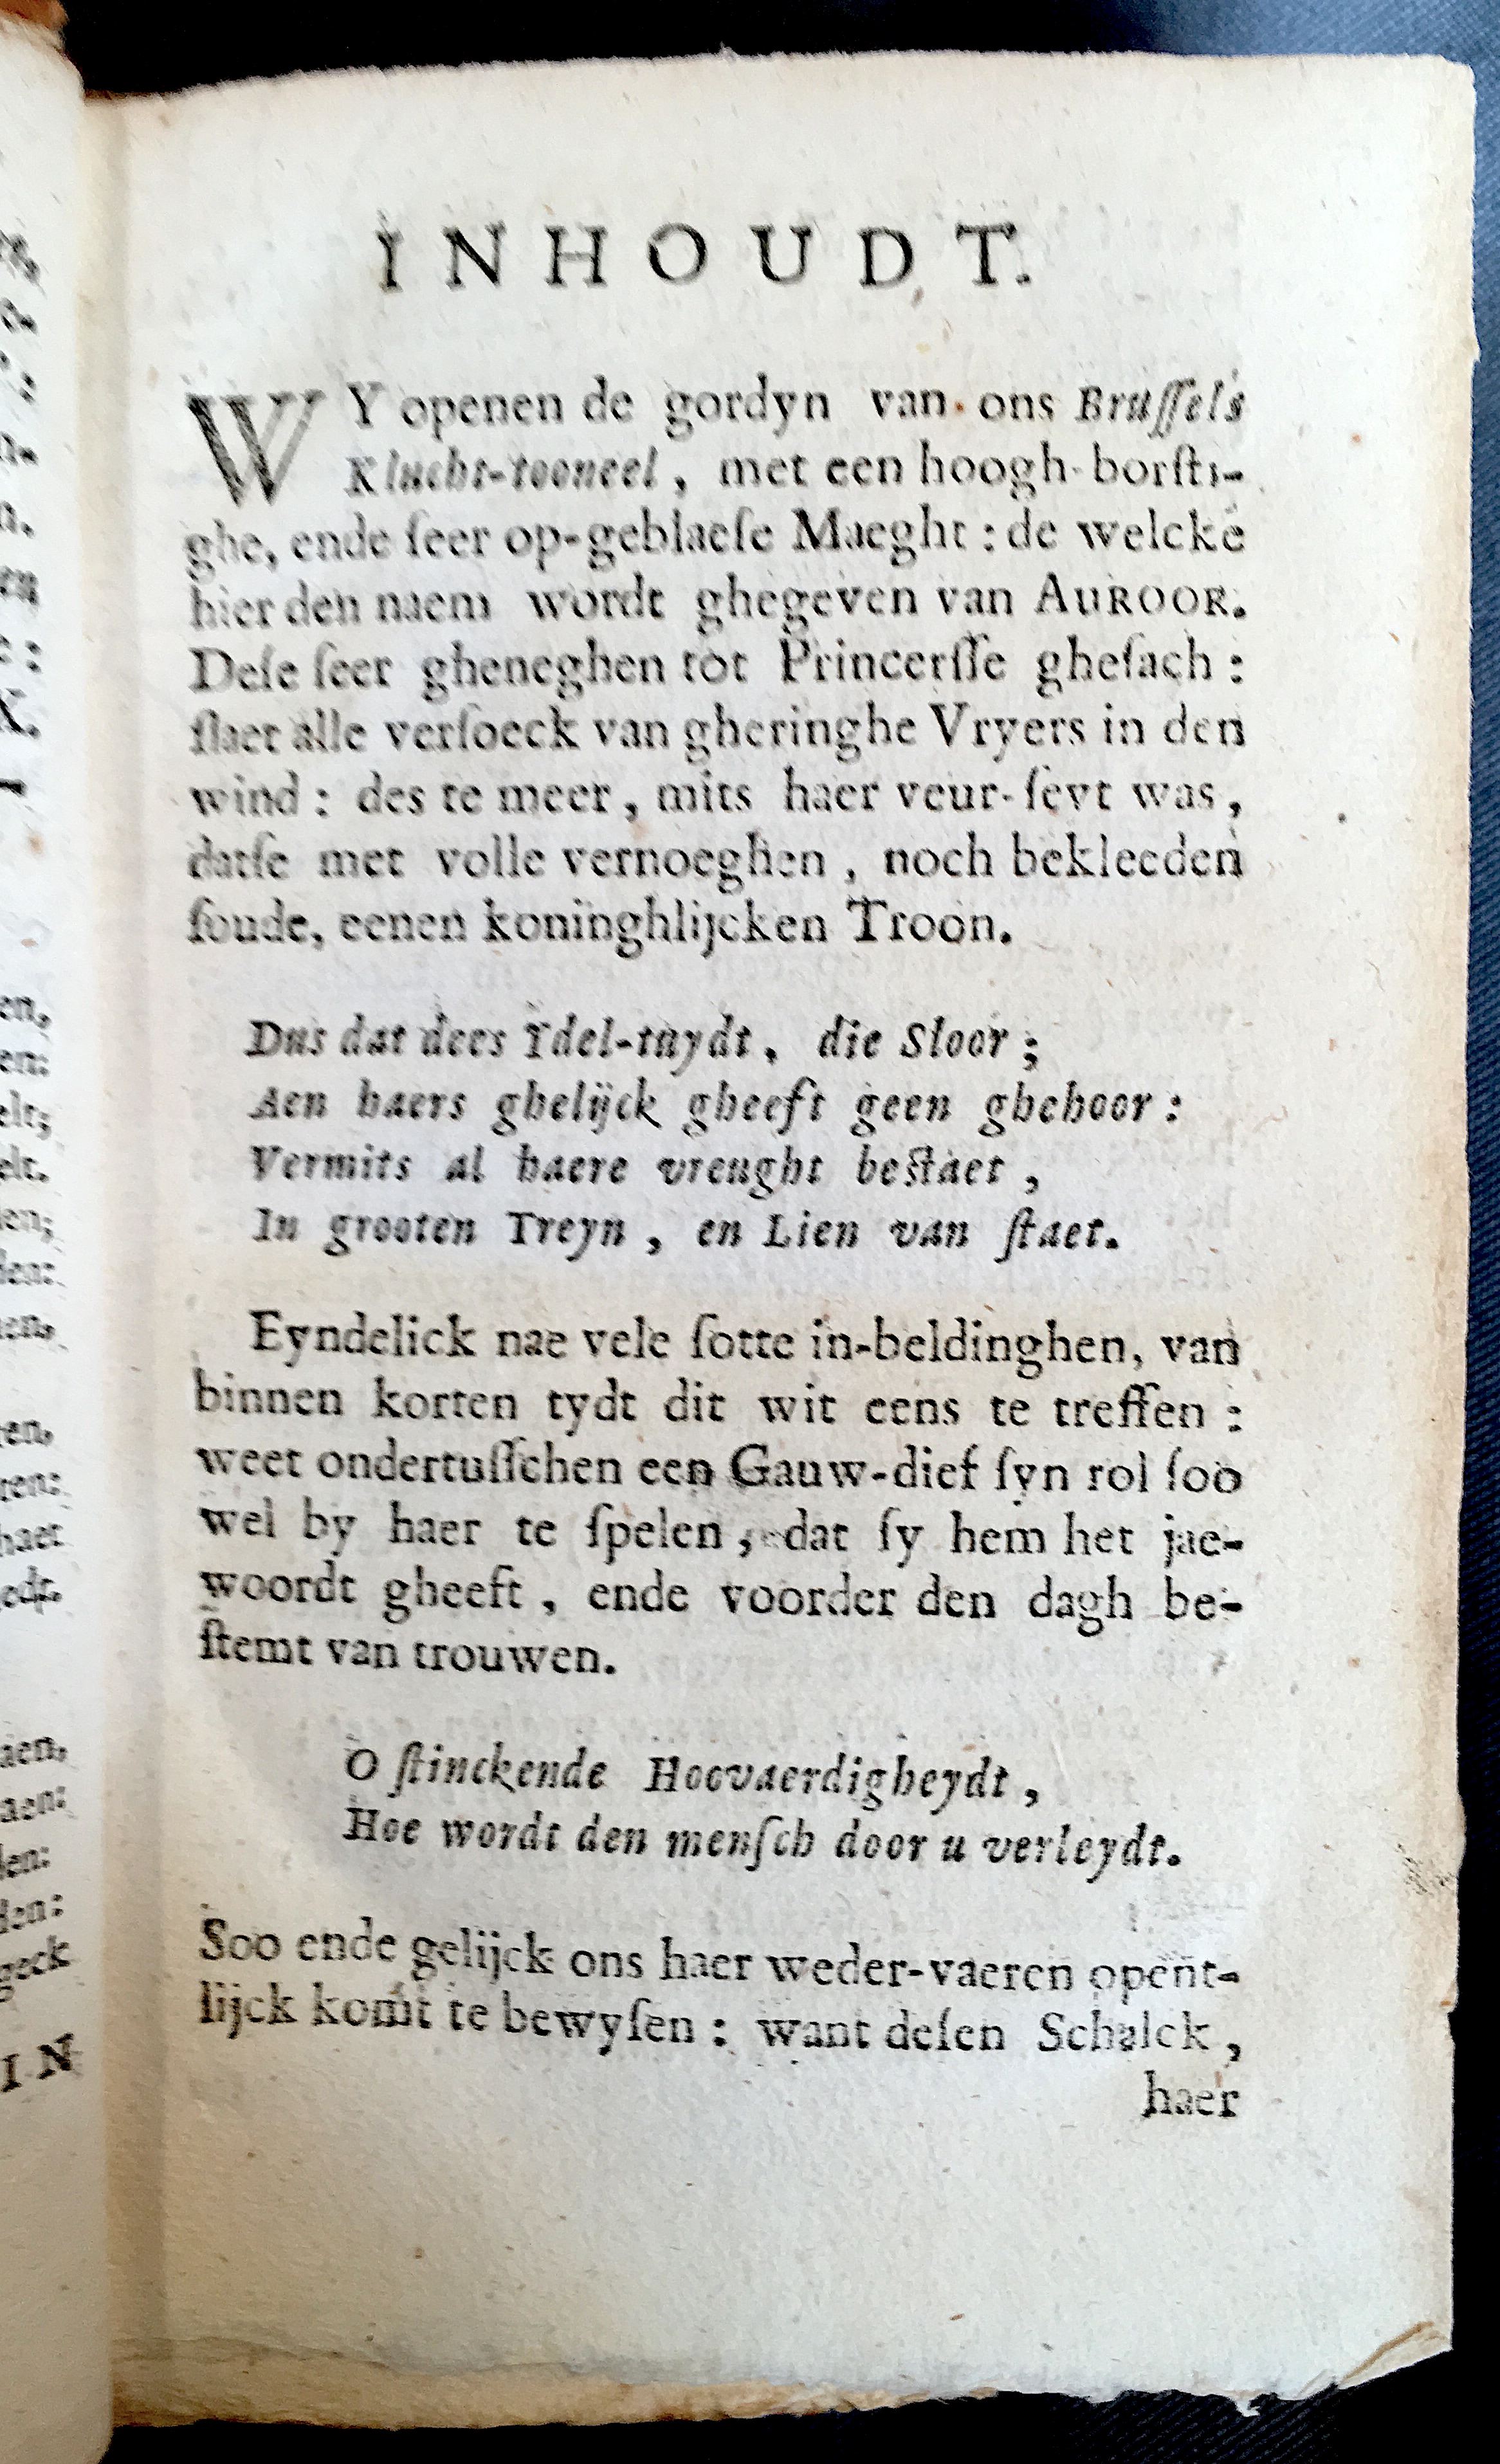 INHOUDT.
WY openen de gordyn van ons Bruſſels
Klucht-tooneel, met een hoogh-borſti-
ghe, ende ſeer op-geblaeſe Maeght: de welcke
hier den naem wordt ghegeven van AUROOR.
Deſe ſeer gheneghen tot Princerſſe gheſach:
ſlaet alle verſoeck van gheringhe Vryers in den
wind: des te meer, mits haer veur-ſeyt was,
datſe met volle vernoeghen, noch bekleeden
ſoude, eenen koninghlijcken Troon.
Dus dat dees Ydel-tuydt, die Sloor;
Aen haers ghelijck gheeft geen ghehoor:
Vermits al haere vreught beſtaet,
In grooten Treyn, en Lien van ſtaet.
Eyndelick nae vele ſotte in-beldinghen, van
binnen korten tydt dit wit eens te treffen:
weet ondertuſſchen een Gauw-dief ſyn rol ſoo
wel by haer te ſpelen, dat ſy hem het jae-
woordt gheeft, ende voorder den dagh be-
ſtemt van trouwen.
O ſtinckende Hoovaerdigheydt,
Hoe wordt den menſch door u verleydt.
Soo ende gelijck ons haer weder-vaeren opent-
lijck komt te bewyſen: want deſen Schalck,
haer